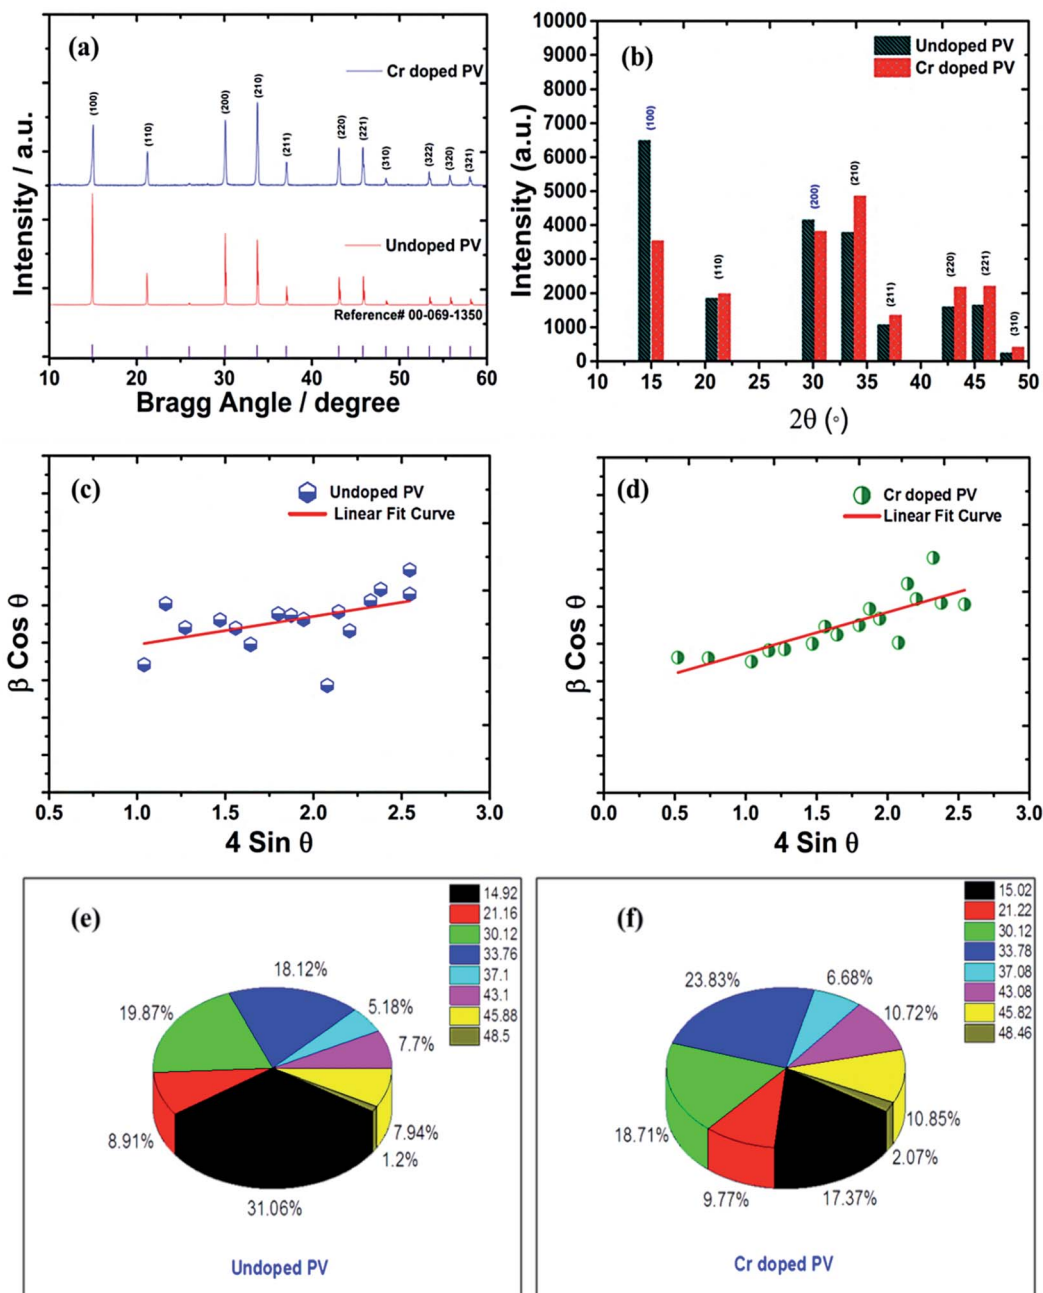 (a)
Cr doped PV
(100)
(110)
(200)
(210)
(211)
(220)
(221)
(310)
(322)
(320)
(321)
Undoped PV
Reference# 00-069-1350
Intensity / a.u.
10 20 30 40 50 60
Bragg Angle / degree
(b)
Undoped PV
Cr doped PV
10000
9000
8000
7000
6000
5000
4000
3000
2000
1000
0
Intensity (a.u.)
(100)
(110)
(200)
(210)
(211)
(220)
(221)
(310)
10 15 20 25 30 35 40 45 50
2θ (°)
(c)
Undoped PV
Linear Fit Curve
β Cos θ
0.5 1.0 1.5 2.0 2.5 3.0
4 Sin θ
(d)
Cr doped PV
Linear Fit Curve
β Cos θ
0.0 0.5 1.0 1.5 2.0 2.5 3.0
4 Sin θ
(e)
14.92
21.16
30.12
33.76
37.1
43.1
45.88
48.5
18.12%
5.18%
7.7%
19.87%
8.91%
7.94%
1.2%
31.06%
Undoped PV
(f)
15.02
21.22
30.12
33.78
37.08
43.08
45.82
48.46
23.83%
6.68%
10.72%
18.71%
10.85%
2.07%
9.77%
17.37%
Cr doped PV